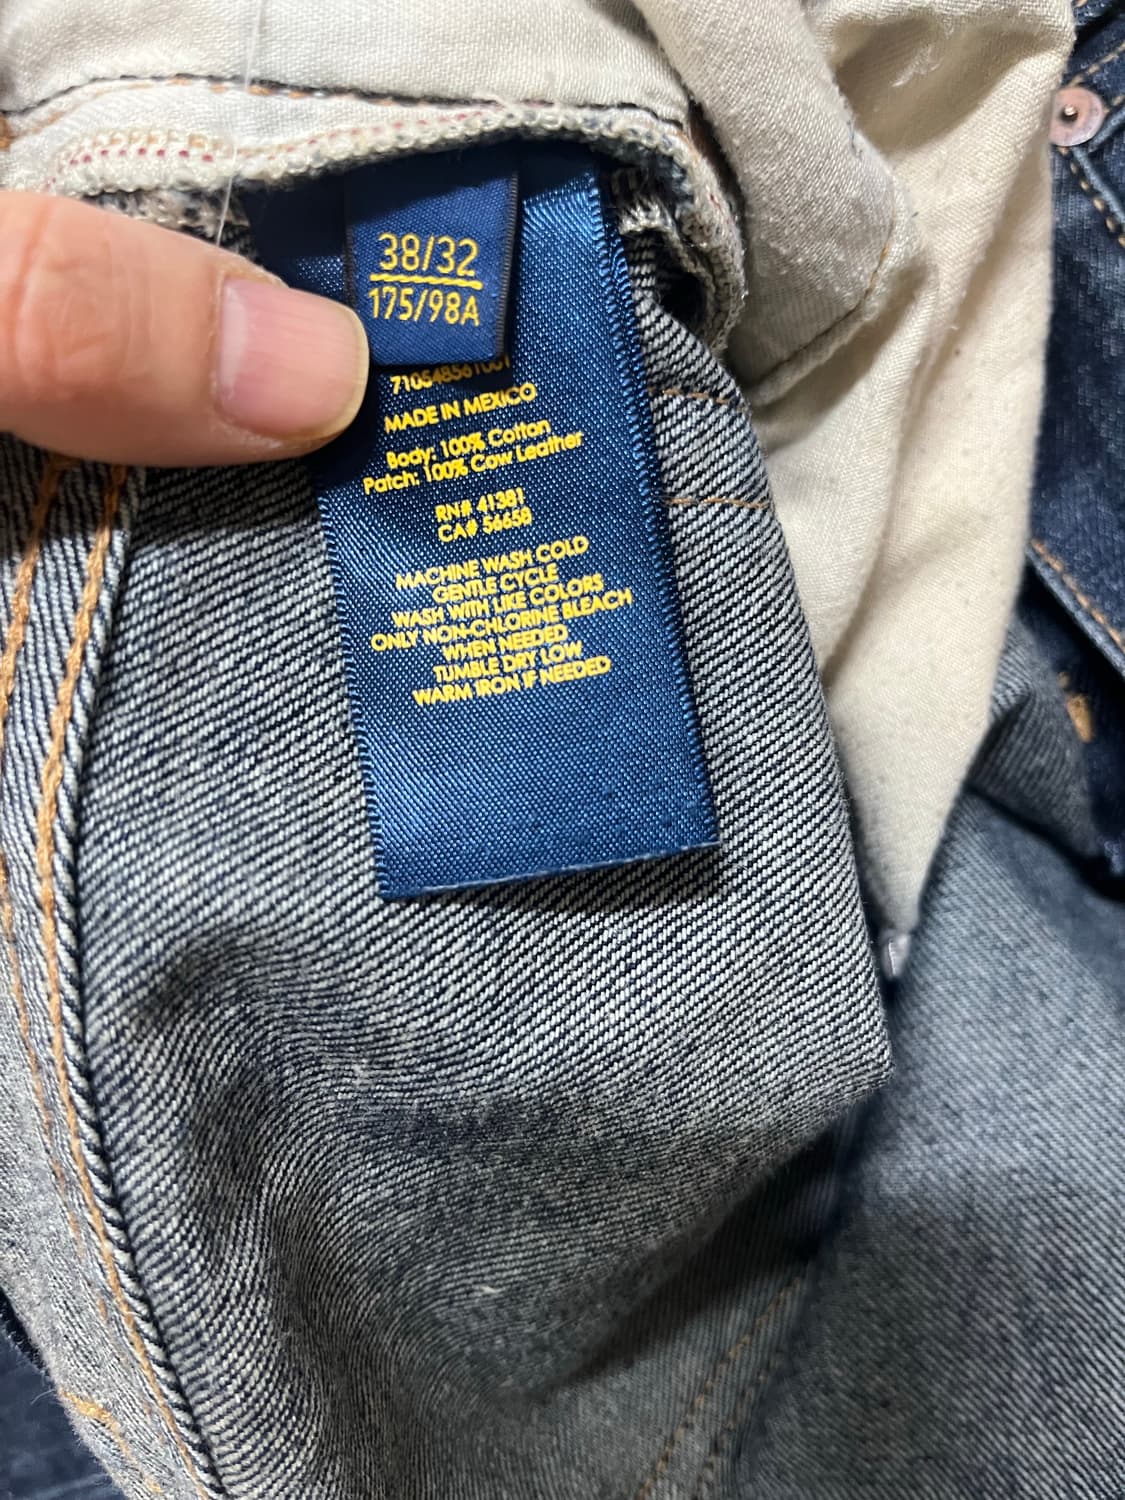 38/32
175/98A
710548561001
MADE IN MEXICO
Body: 100% Cotton
Patch: 100% Cow Leather
RN# 41381
CA# 56658
MACHINE WASH COLD
GENTLE CYCLE
WASH WITH LIKE COLORS
ONLY NON-CHLORINE BLEACH
WHEN NEEDED
TUMBLE DRY LOW
WARM IRON IF NEEDED